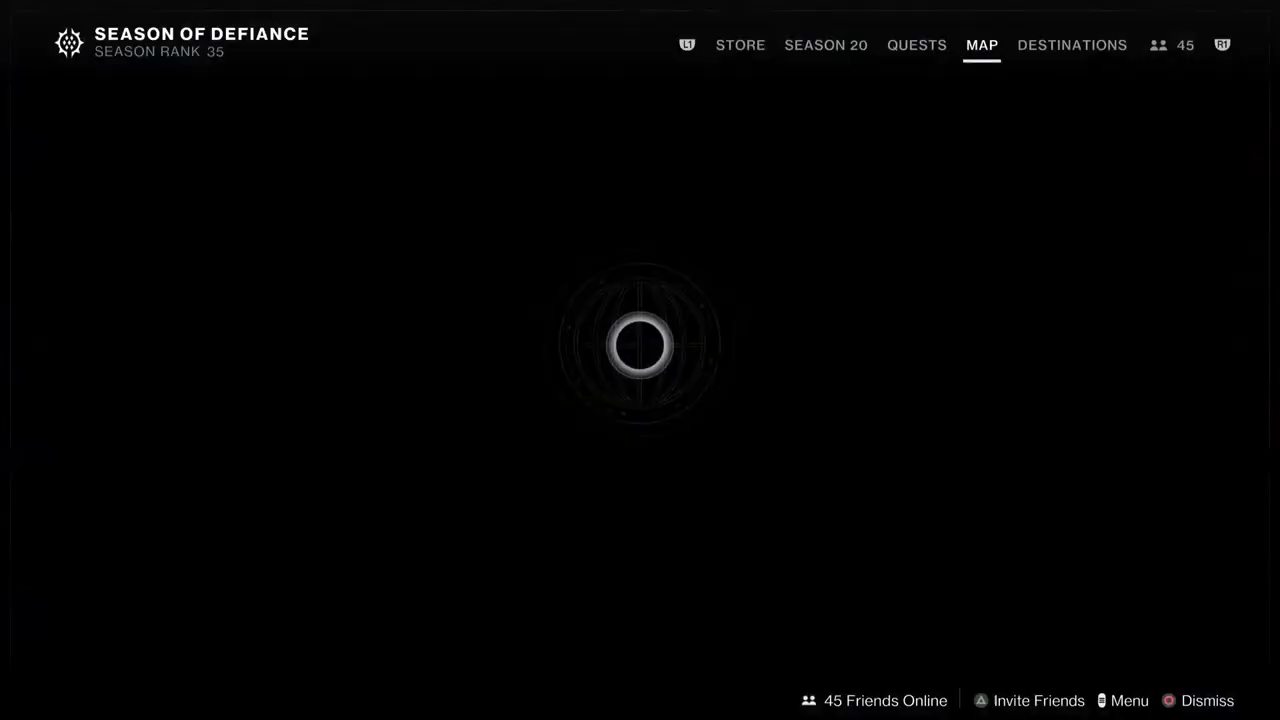 SEASON OF DEFIANCE
SEASON RANK 35
L1 STORE SEASON 20 QUESTS MAP DESTINATIONS 45 R1
45 Friends Online Invite Friends Menu Dismiss